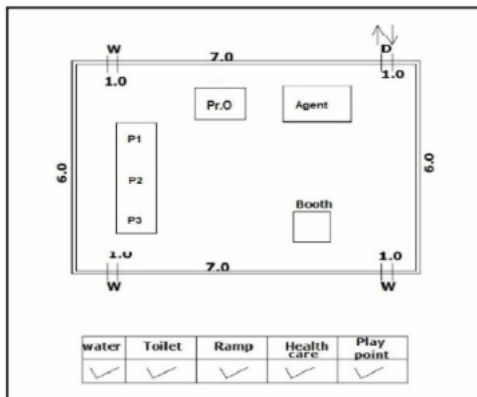 W 7.0 D
1.0 1.0
Pr.O Agent
P1
P2
P3
6.0 6.0
Booth
1.0 1.0
7.0
W W
water Toilet Ramp Health care Play point